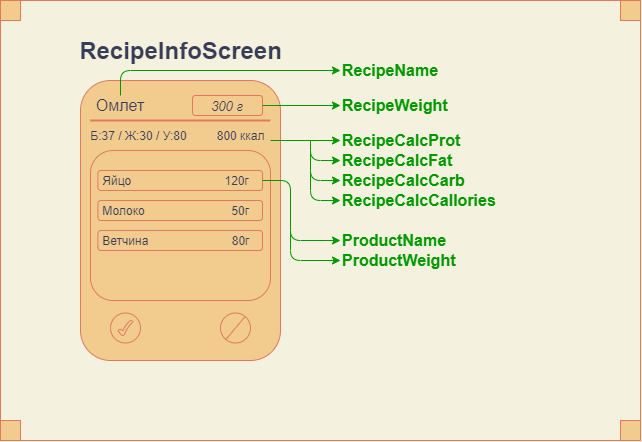 RecipeInfoScreen
RecipeName
Омлет
300 г
RecipeWeight
Б:37 / Ж:30 / У:80
800 ккал
RecipeCalcProt
RecipeCalcFat
RecipeCalcCarb
RecipeCalcCallories
Яйцо 120г
Молоко 50г
Ветчина 80г
ProductName
ProductWeight